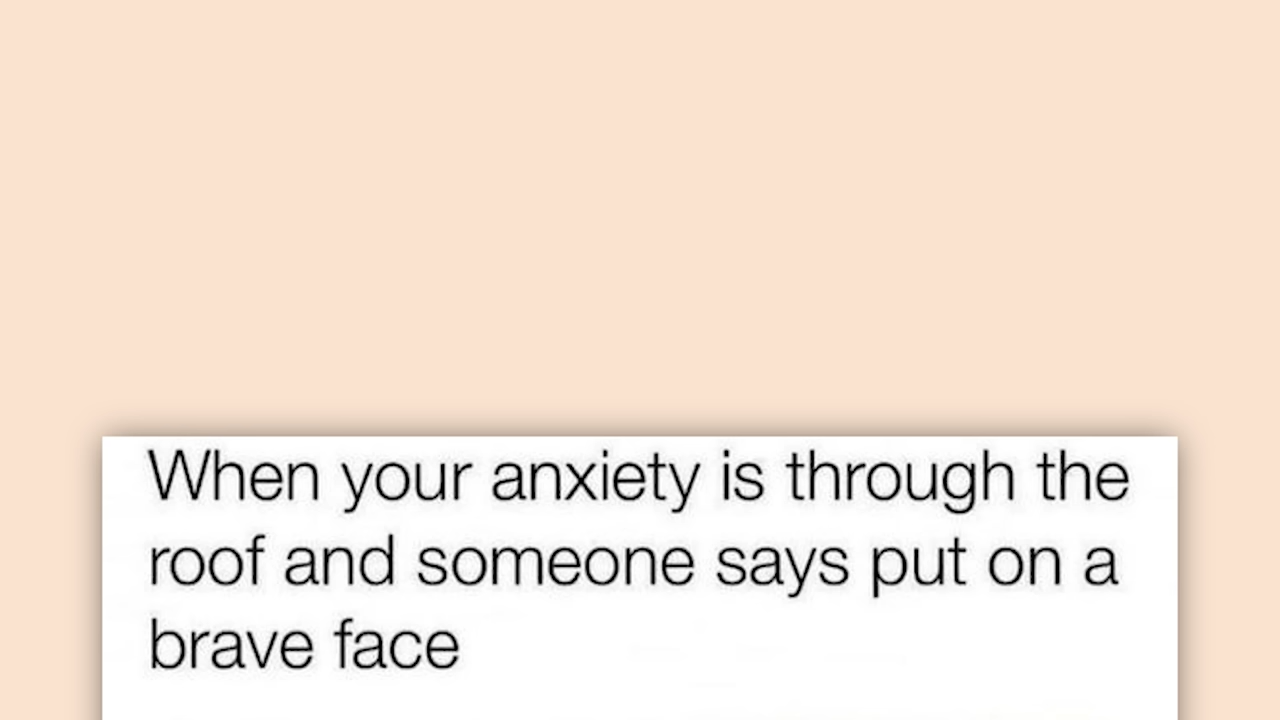 When your anxiety is through the
roof and someone says put on a
brave face